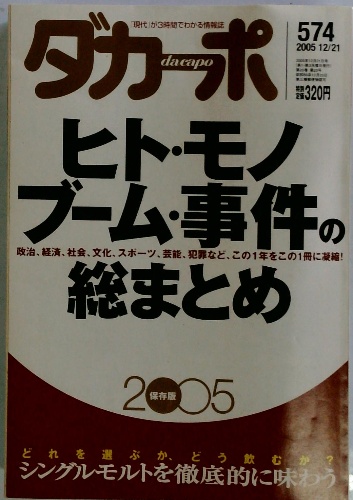 「現代」が3時間でわかる情報誌
ダカーポ
dacapo
574
2005 12/21
特別定価320円
ヒト・モノ
ブーム・事件の
政治、経済、社会、文化、スポーツ、芸能、犯罪など、この1年をこの1冊に凝縮!
総まとめ
2005
保存版
どれを選ぶか、どう飲むか?
シングルモルトを徹底的に味わう